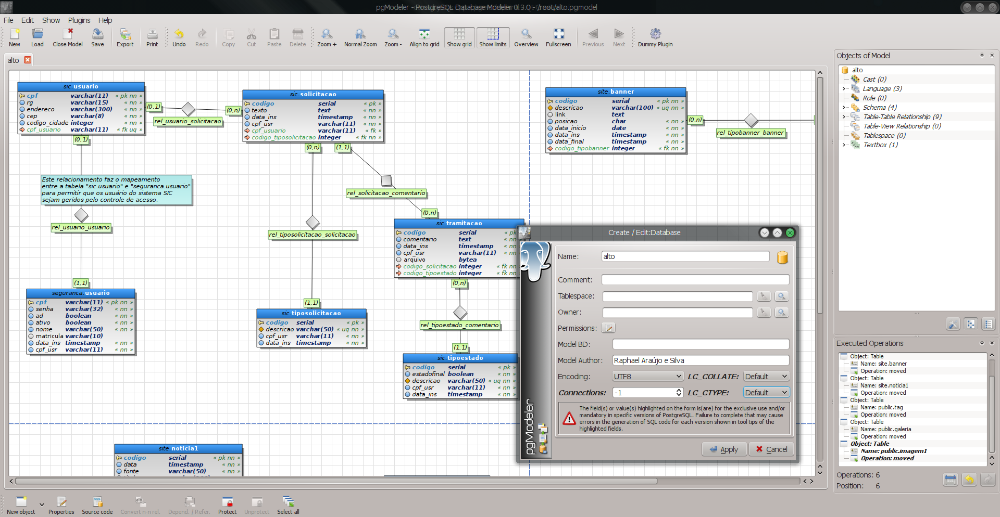 pgModeler - PostgreSQL Database Modeler 0.3.0 - /root/alto.pgmodel
File Edit Show Plugins Help
New Load Close Model Save Export Print Undo Redo Copy Cut Paste Delete Zoom + Normal Zoom Zoom - Align to grid Show grid Show limits Overview Fullscreen Previous Next Dummy Plugin
alto
sic.usuario
cpf varchar(11) « pk nn »
rg varchar(15) « nn »
endereco varchar(300) « nn »
cep varchar(8) « nn »
codigo_cidade integer « nn »
cpf_usuario varchar(11) « fk uq »
(0,1)
(0,n)
rel_usuario_solicitacao
(0,1)
sic.solicitacao
codigo serial « pk »
texto text « nn »
data_ins timestamp « nn »
cpf_usr varchar(11) « nn »
cpf_usuario varchar(11) « fk »
codigo_tiposolicitacao integer « fk nn »
(0,n)
(1,1)
site.banner
codigo serial « pk nn »
descricao varchar(100) « uq nn »
link text
posicao char « nn »
data_inicio date « nn »
data_ins timestamp « nn »
data_final timestamp « nn »
codigo_tipobanner integer « fk nn »
(0,n)
rel_tipobanner_banner
Este relacionamento faz o mapeamento
entre a tabela "sic.usuario" e "seguranca.usuario"
para permitir que os usuário do sistema SIC
sejam geridos pelo controle de acesso.
rel_usuario_usuario
(1,1)
rel_solicitacao_comentario
(0,n)
rel_tiposolicitacao_solicitacao
(1,1)
sic.tramitacao
codigo serial « pk
comentario text « nn
data_ins timestamp « nn
cpf_usr varchar(11) « nn
arquivo bytea
codigo_solicitacao integer « fk nn
codigo_tipoestado integer « fk nn
(0,n)
seguranca.usuario
cpf varchar(11) « pk nn »
senha varchar(32) « nn »
ad boolean « nn »
ativo boolean « nn »
nome varchar(50) « nn »
matricula varchar(10)
data_ins timestamp « nn »
cpf_usr varchar(11) « nn »
sic.tiposolicitacao
codigo serial « pk »
descricao varchar(50) « uq nn »
cpf_usr varchar(11) « nn »
data_ins timestamp « nn »
rel_tipoestado_comentario
(1,1)
sic.tipoestado
codigo serial « pk »
estadofinal boolean « nn »
descricao varchar(50) « uq nn »
cpf_usr varchar(11) « nn »
data_ins timestamp « nn »
site.noticia1
codigo serial « pk nn »
data timestamp « nn »
fonte varchar(50) « nn »
Create / Edit:Database
Name: alto
Comment:
Tablespace:
Owner:
Permissions:
Model BD:
Model Author: Raphael Araújo e Silva
Encoding: UTF8 LC_COLLATE: Default
Connections: -1 LC_CTYPE: Default
The field(s) or value(s) highlighted on the form is(are) for the exclusive use and/or
mandatory in specific versions of PostgreSQL. Failure to complete that may cause
errors in the generation of SQL code for each version shown in tool tips of the
highlighted fields.
Apply Cancel
pgModeler
Objects of Model
alto
Cast (0)
Language (3)
Role (0)
Schema (4)
Table-Table Relationship (9)
Table-View Relationship (0)
Tablespace (0)
Textbox (1)
Executed Operations
Object: Table
Name: site.banner
Operation: moved
Object: Table
Name: site.noticia1
Operation: moved
Object: Table
Name: public.tag
Operation: moved
Object: Table
Name: public.galeria
Operation: moved
Object: Table
Name: public.imagem1
Operation: moved
Operations: 6
Position: 6
New object Properties Source code Convert n-n rel. Depend. / Refer. Protect Unprotect Select all